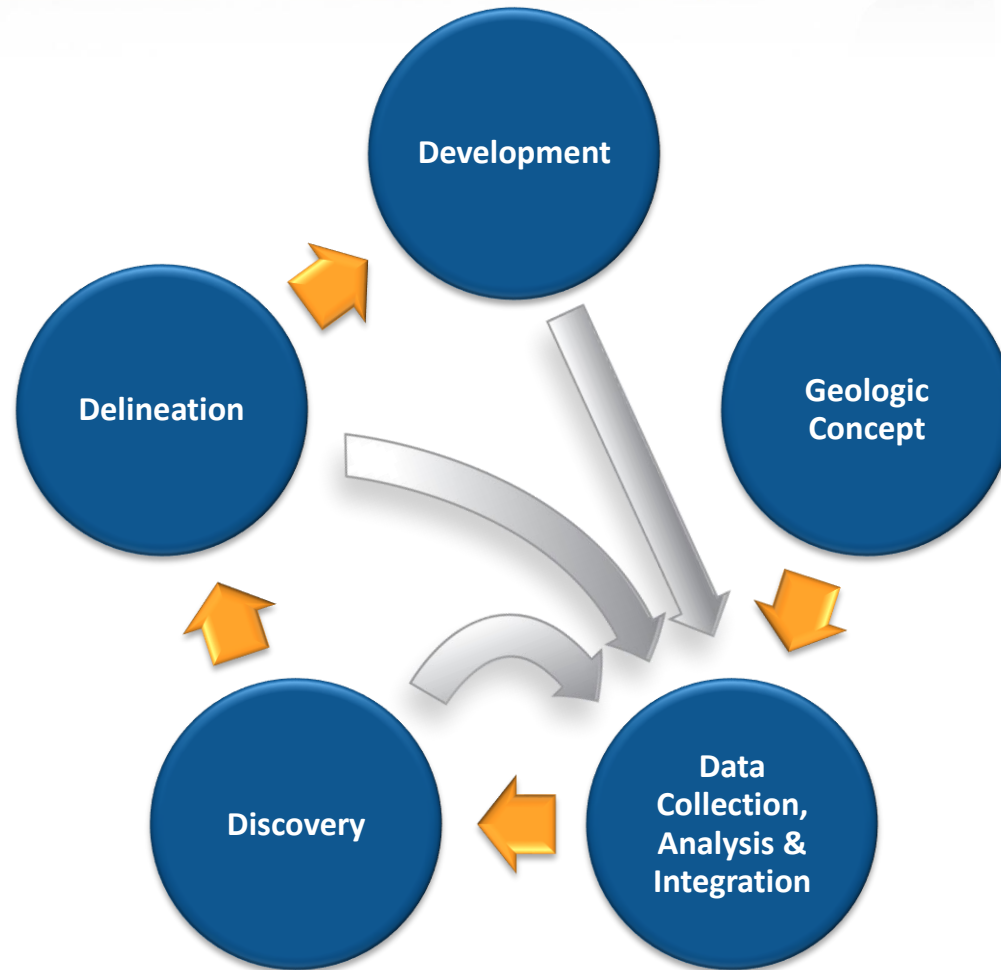 Development
Geologic
Concept
Delineation
Data
Collection,
Analysis &
Integration
Discovery